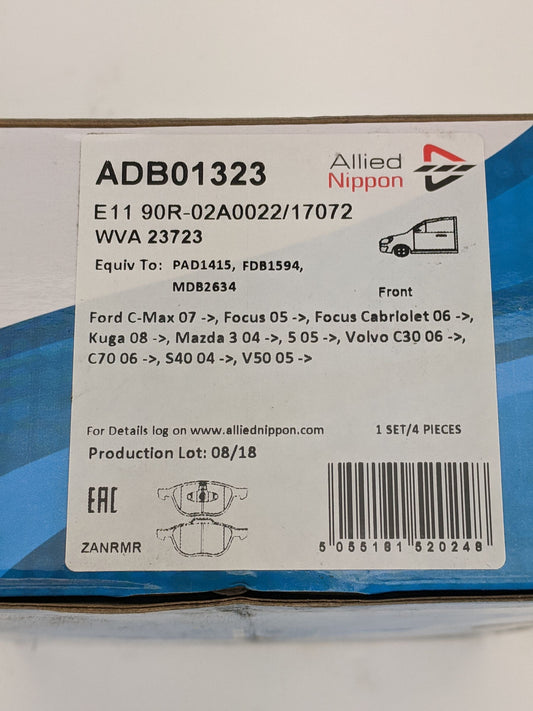 ADB01323
Allied
Nippon
E11 90R-02A0022/17072
WVA 23723
Equiv To: PAD1415, FDB1594,
MDB2634
Front
Ford C-Max 07 ->, Focus 05 ->, Focus Cabrlolet 06 ->,
Kuga 08 ->, Mazda 3 04 ->, 5 05 ->, Volvo C30 06 ->,
C70 06 ->, S40 04 ->, V50 05 ->
For Details log on www.alliednippon.com
1 SET/4 PIECES
Production Lot: 08/18
EAC
ZANRMR
5 055181 520248